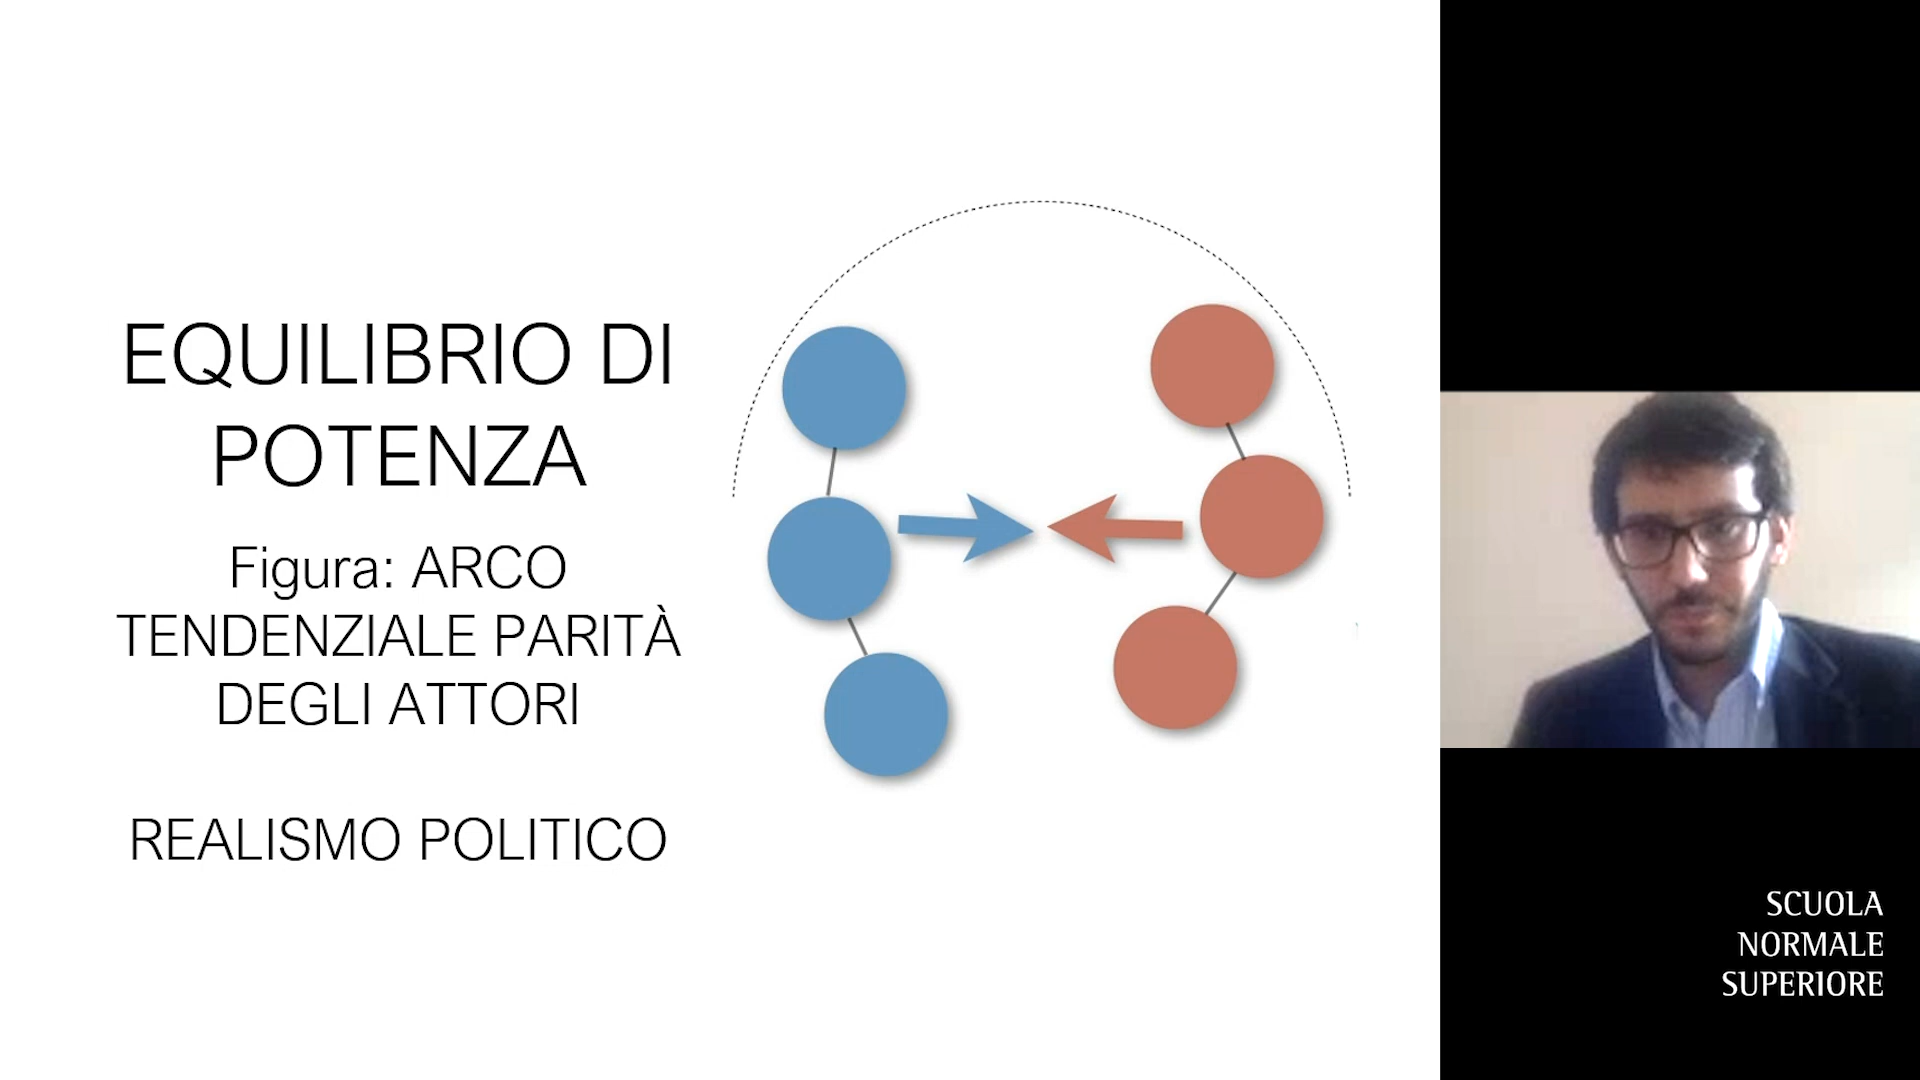 EQUILIBRIO DI
POTENZA
Figura: ARCO
TENDENZIALE PARITÀ
DEGLI ATTORI
REALISMO POLITICO
SCUOLA
NORMALE
SUPERIORE